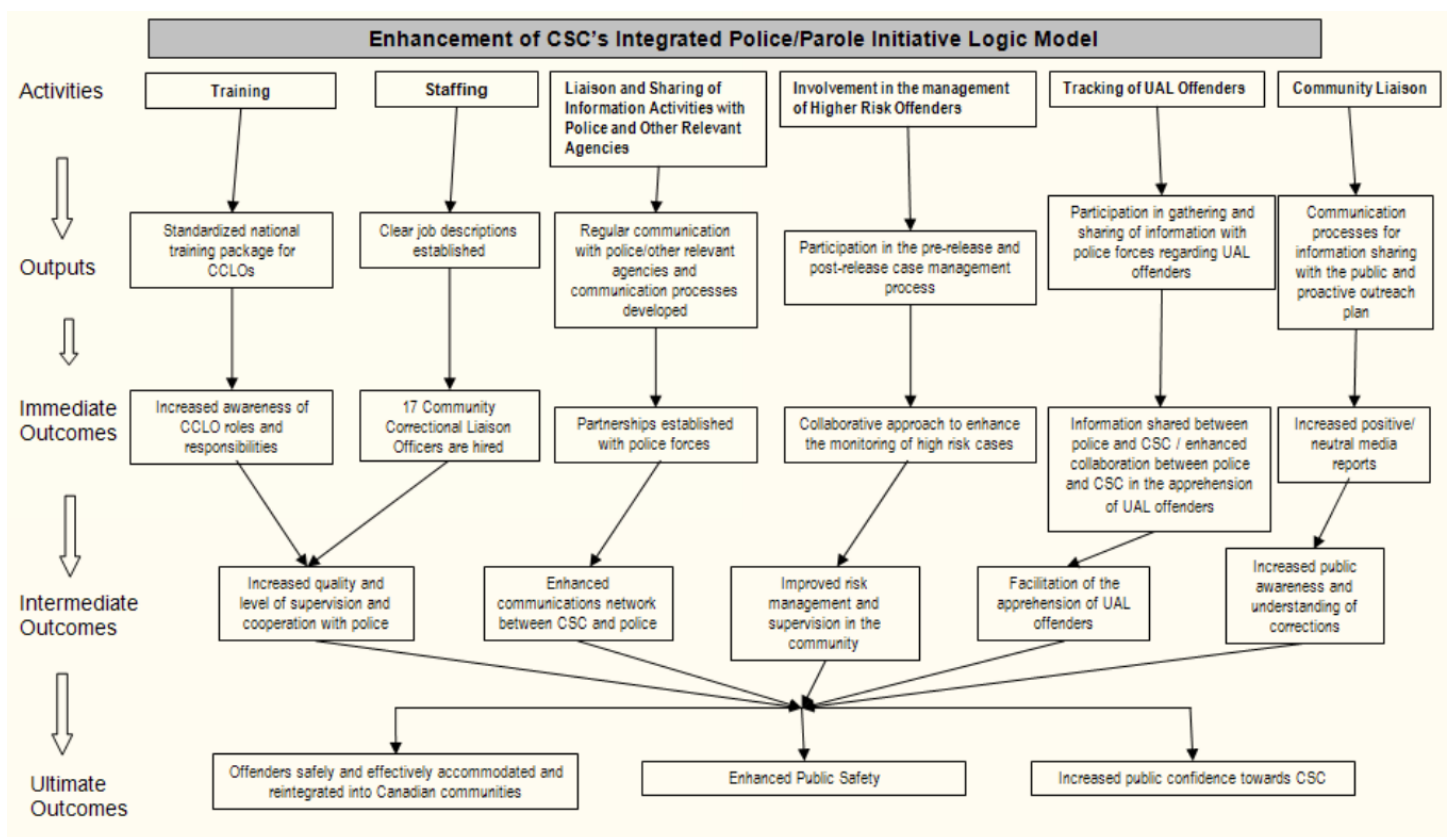 Enhancement of CSC's Integrated Police/Parole Initiative Logic Model
Activities
Training
Staffing
Liaison and Sharing of
Information Activities with
Police and Other Relevant
Agencies
Involvement in the management
of Higher Risk Offenders
Tracking of UAL Offenders
Community Liaison
Outputs
Standardized national
training package for
CCLOs
Clear job descriptions
established
Regular communication
with police/other relevant
agencies and
communication processes
developed
Participation in the pre-release and
post-release case management
process
Participation in gathering and
sharing of information with
police forces regarding UAL
offenders
Communication
processes for
information sharing
with the public and
proactive outreach
plan
Immediate
Outcomes
Increased awareness of
CCLO roles and
responsibilities
17 Community
Correctional Liaison
Officers are hired
Partnerships established
with police forces
Collaborative approach to enhance
the monitoring of high risk cases
Information shared between
police and CSC / enhanced
collaboration between police
and CSC in the apprehension
of UAL offenders
Increased positive/
neutral media
reports
Intermediate
Outcomes
Increased quality and
level of supervision and
cooperation with police
Enhanced
communications network
between CSC and police
Improved risk
management and
supervision in the
community
Facilitation of the
apprehension of UAL
offenders
Increased public
awareness and
understanding of
corrections
Ultimate
Outcomes
Offenders safely and effectively accommodated and
reintegrated into Canadian communities
Enhanced Public Safety
Increased public confidence towards CSC